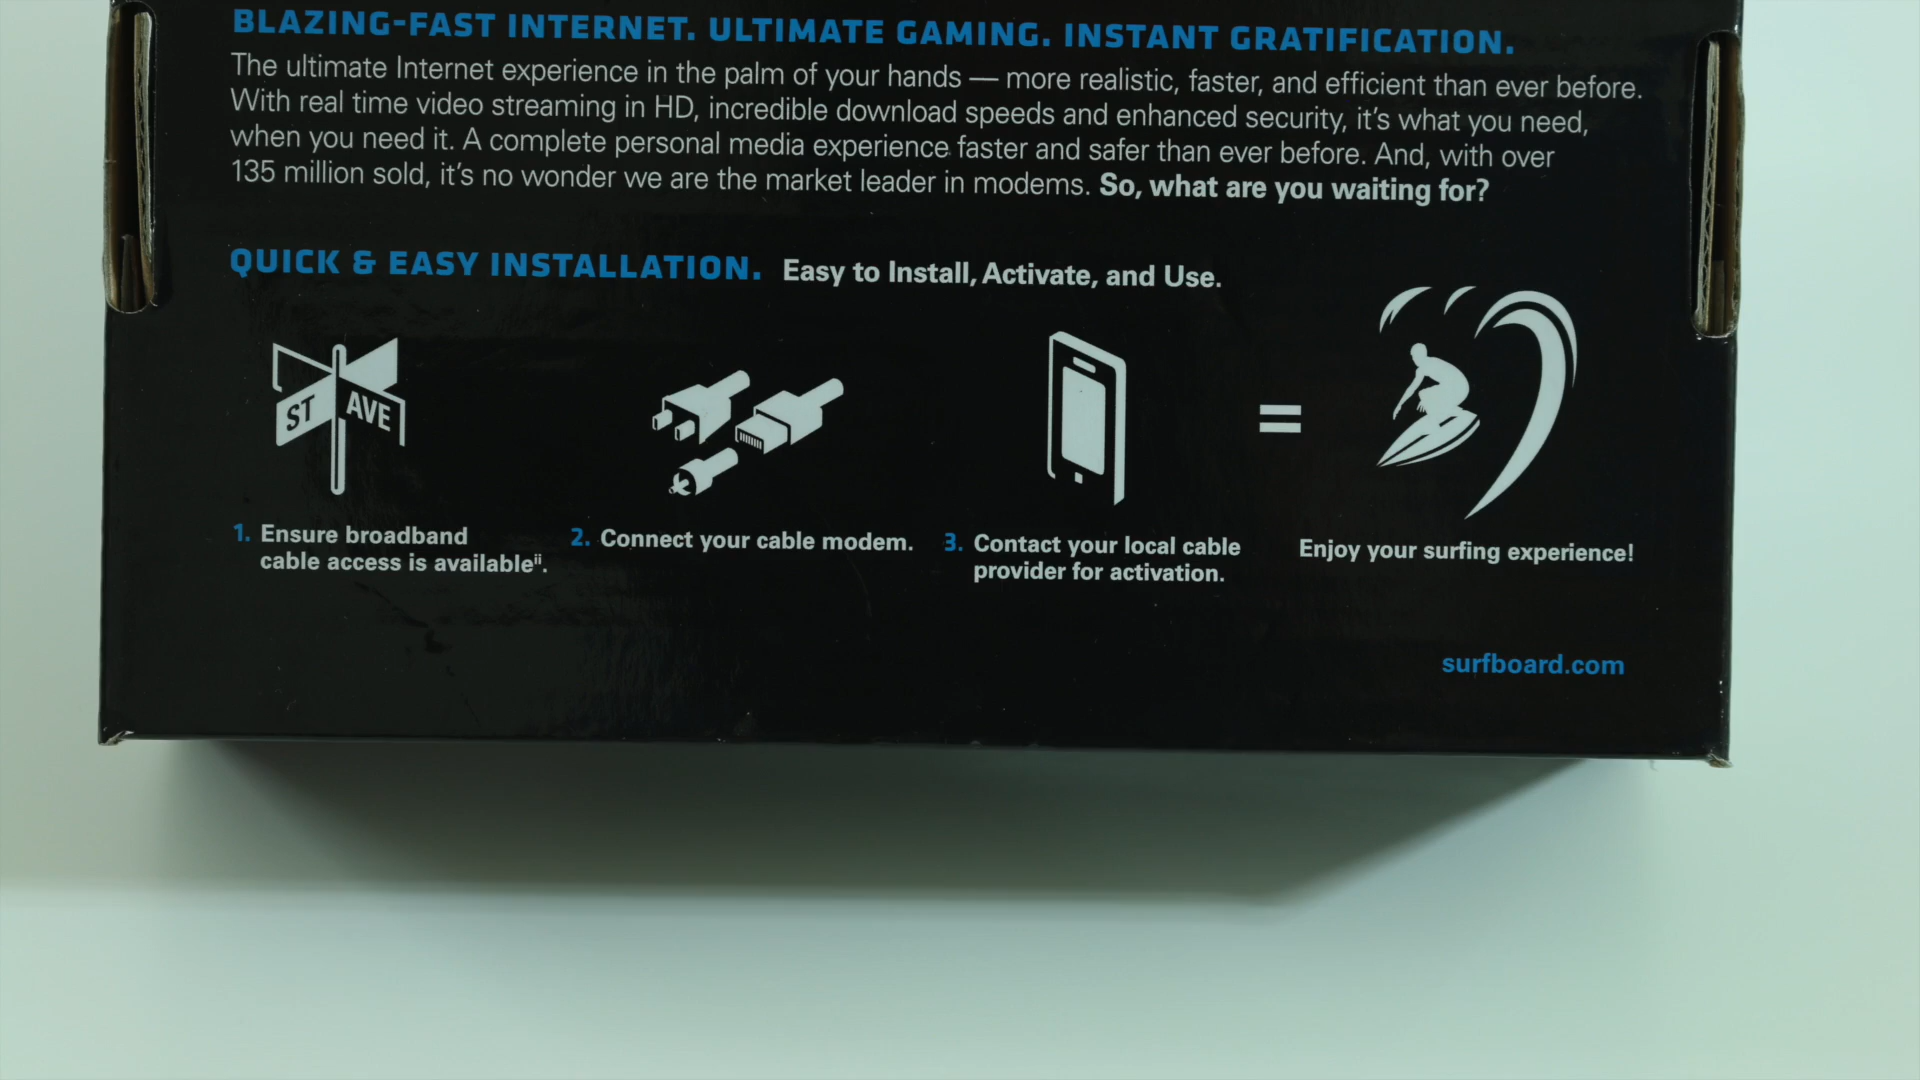 BLAZING-FAST INTERNET. ULTIMATE GAMING. INSTANT GRATIFICATION.
The ultimate Internet experience in the palm of your hands — more realistic, faster, and efficient than ever before.
With real time video streaming in HD, incredible download speeds and enhanced security, it's what you need,
when you need it. A complete personal media experience faster and safer than ever before. And, with over
135 million sold, it's no wonder we are the market leader in modems. So, what are you waiting for?
QUICK & EASY INSTALLATION. Easy to Install, Activate, and Use.
ST AVE
=
1. Ensure broadband
cable access is availableⁱⁱ.
2. Connect your cable modem.
3. Contact your local cable
provider for activation.
Enjoy your surfing experience!
surfboard.com